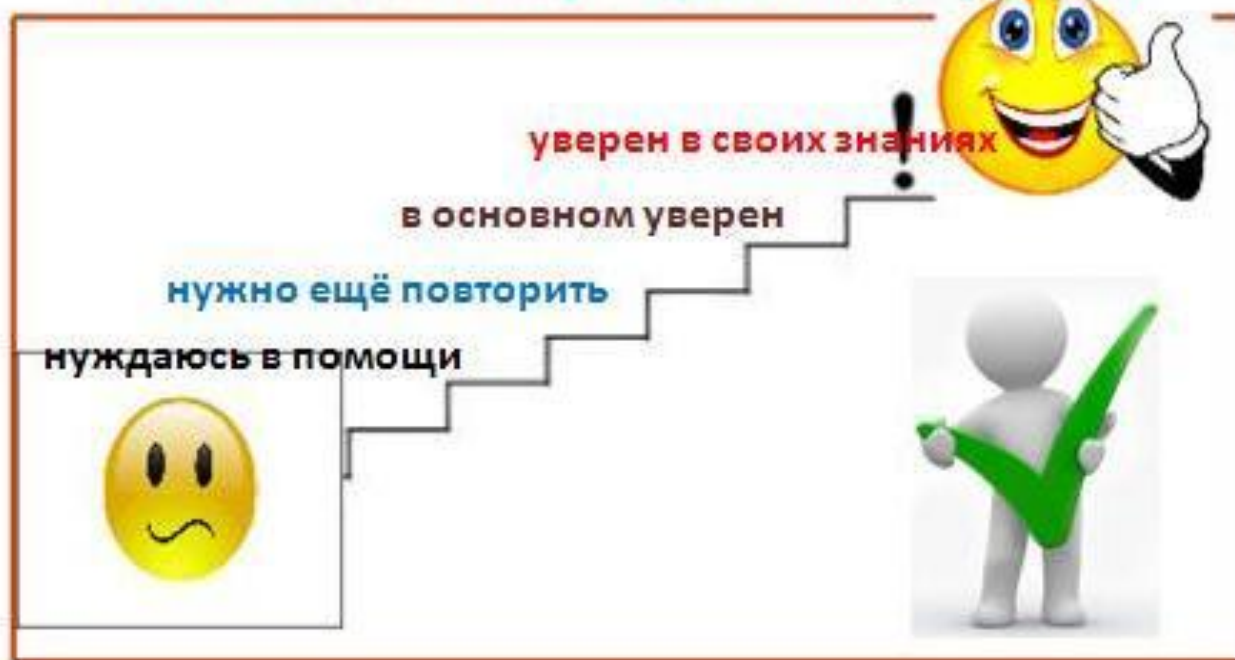 уверен в своих знаниях
!
в основном уверен
нужно ещё повторить
нуждаюсь в помощи